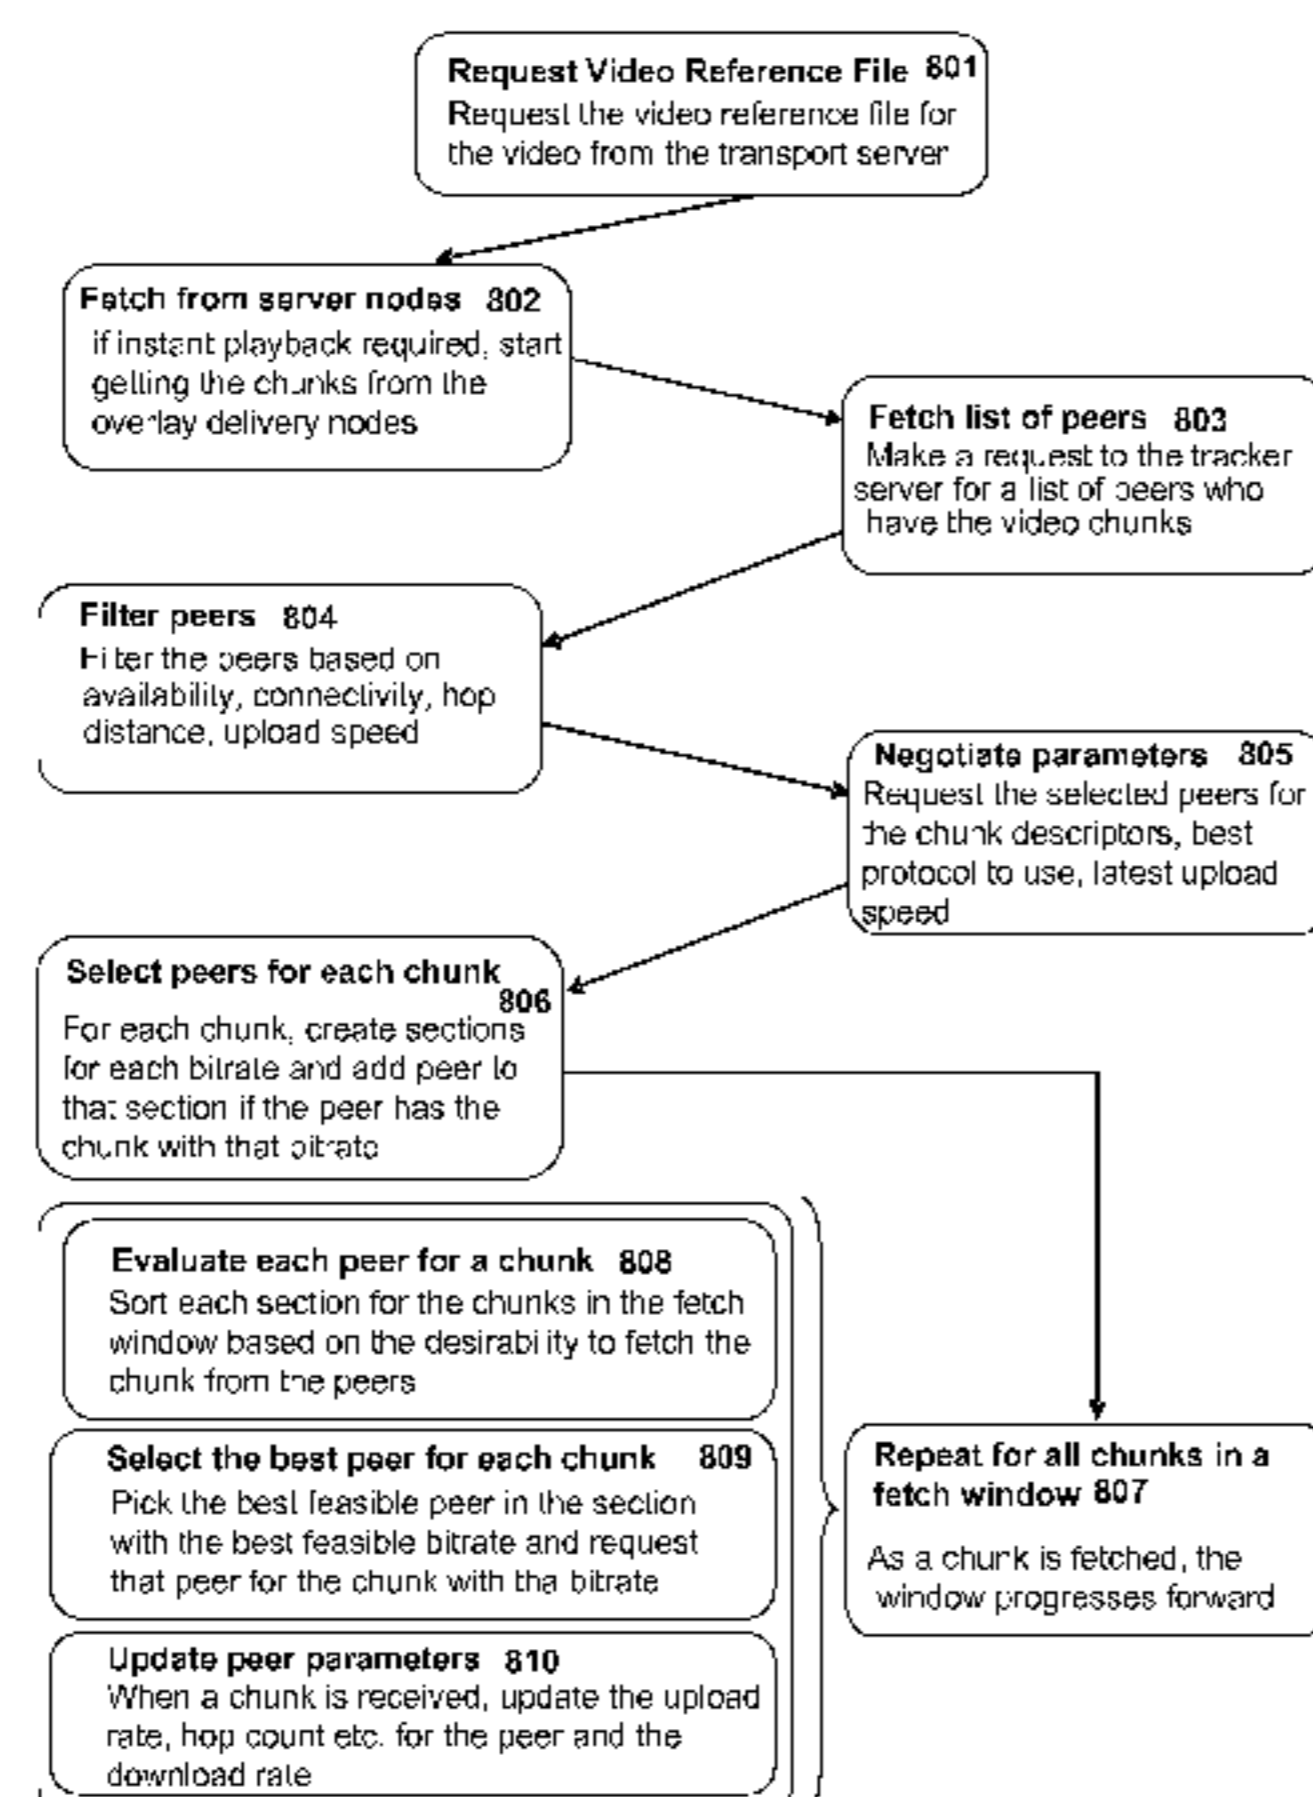 Request Video Reference File 801
Request the video reference file for
the video from the transport server
Fetch from server nodes 802
if instant playback required, start
getting the chunks from the
overlay delivery nodes
Fetch list of peers 803
Make a request to the tracker
server for a list of peers who
have the video chunks
Filter peers 804
Filter the peers based on
availability, connectivity, hop
distance, upload speed
Negotiate parameters 805
Request the selected peers for
the chunk descriptors, best
protocol to use, latest upload
speed
Select peers for each chunk
806
For each chunk, create sections
for each bitrate and add peer to
that section if the peer has the
chunk with that bitrate
Evaluate each peer for a chunk 808
Sort each section for the chunks in the fetch
window based on the desirability to fetch the
chunk from the peers
Select the best peer for each chunk 809
Pick the best feasible peer in the section
with the best feasible bitrate and request
that peer for the chunk with tha bitrate
Update peer parameters 810
When a chunk is received, update the upload
rate, hop count etc. for the peer and the
download rate
Repeat for all chunks in a
fetch window 807
As a chunk is fetched, the
window progresses forward